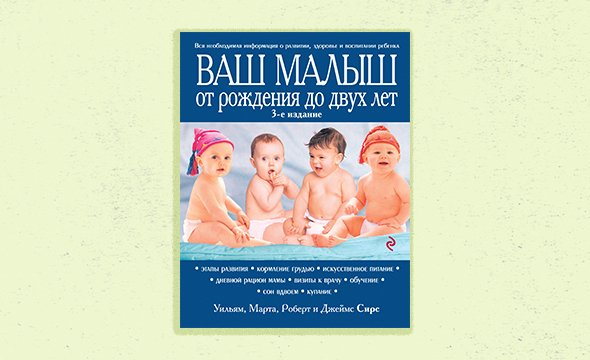 Вся необходимая информация о развитии, здоровье и воспитании ребенка
ВАШ МАЛЫШ
ОТ РОЖДЕНИЯ ДО ДВУХ ЛЕТ
3-е издание
• ЭТАПЫ РАЗВИТИЯ • КОРМЛЕНИЕ ГРУДЬЮ • ИСКУССТВЕННОЕ ПИТАНИЕ •
• ДНЕВНОЙ РАЦИОН МАМЫ • ВИЗИТЫ К ВРАЧУ • ОБУЧЕНИЕ •
• СОН ВДВОЕМ • КУПАНИЕ •
Уильям, Марта, Роберт и Джеймс Сирс